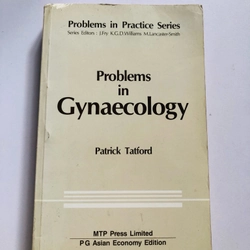 Problems in Practice Series
Series Editors : J.Fry K.G.D.Williams M.Lancaster-Smith
Problems
in
Gynaecology
Patrick Tatford
MTP Press Limited
PG Asian Economy Edition